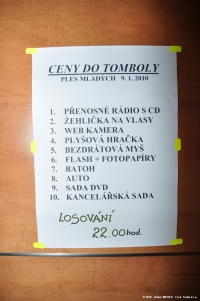 CENY DO TOMBOLY
PLES MLADÝCH 9.1.2010
1. PŘENOSNÉ RÁDIO S CD
2. ŽEHLIČKA NA VLASY
3. WEB KAMERA
4. PLYŠOVÁ HRAČKA
5. BEZDRÁTOVÁ MYŠ
6. FLASH + FOTOPAPÍRY
7. BATOH
8. AUTO
9. SADA DVD
10. KANCELÁŘSKÁ SADA
LOSOVÁNÍ
22.00 hod.